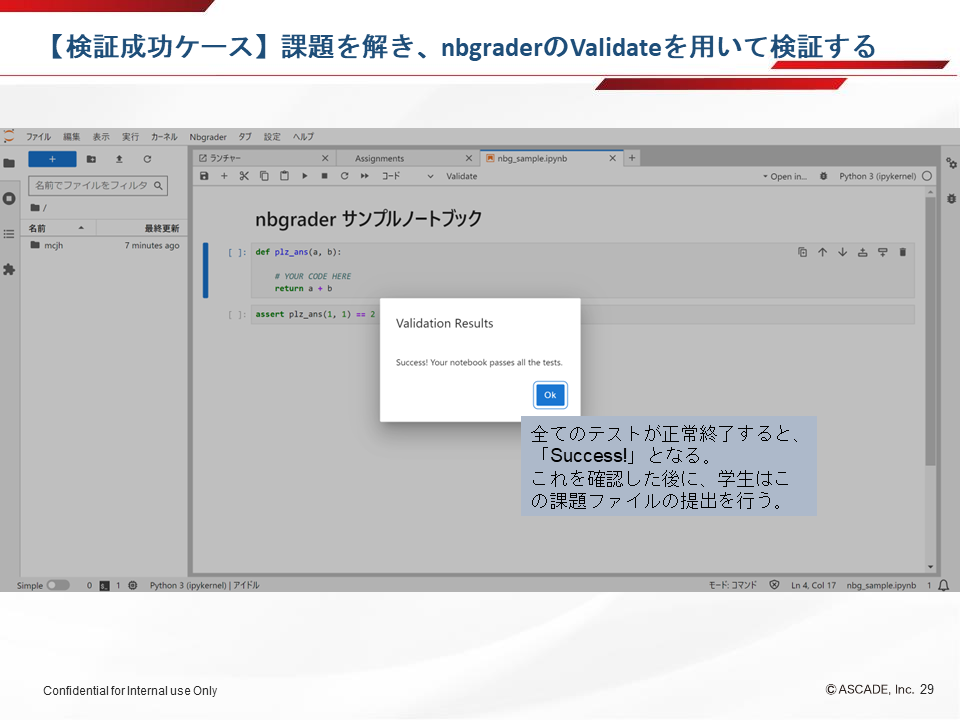 【検証成功ケース】課題を解き、nbgraderのValidateを用いて検証する
ファイル 編集 表示 実行 カーネル Nbgrader タブ 設定 ヘルプ
ランチャー Assignments nbg_sample.ipynb
コード Validate Open in... Python 3 (ipykernel)
名前でファイルをフィルタ
/
名前 最終更新
mcjh 7 minutes ago
nbgrader サンプルノートブック
[ ]: def plz_ans(a, b):
# YOUR CODE HERE
return a + b
[ ]: assert plz_ans(1, 1) == 2
Validation Results
Success! Your notebook passes all the tests.
Ok
全てのテストが正常終了すると、
「Success!」となる。
これを確認した後に、学生はこ
の課題ファイルの提出を行う。
Simple 0 1 Python 3 (ipykernel) | アイドル モード: コマンド Ln 4, Col 17 nbg_sample.ipynb 1
Confidential for Internal use Only
© ASCADE, Inc. 29